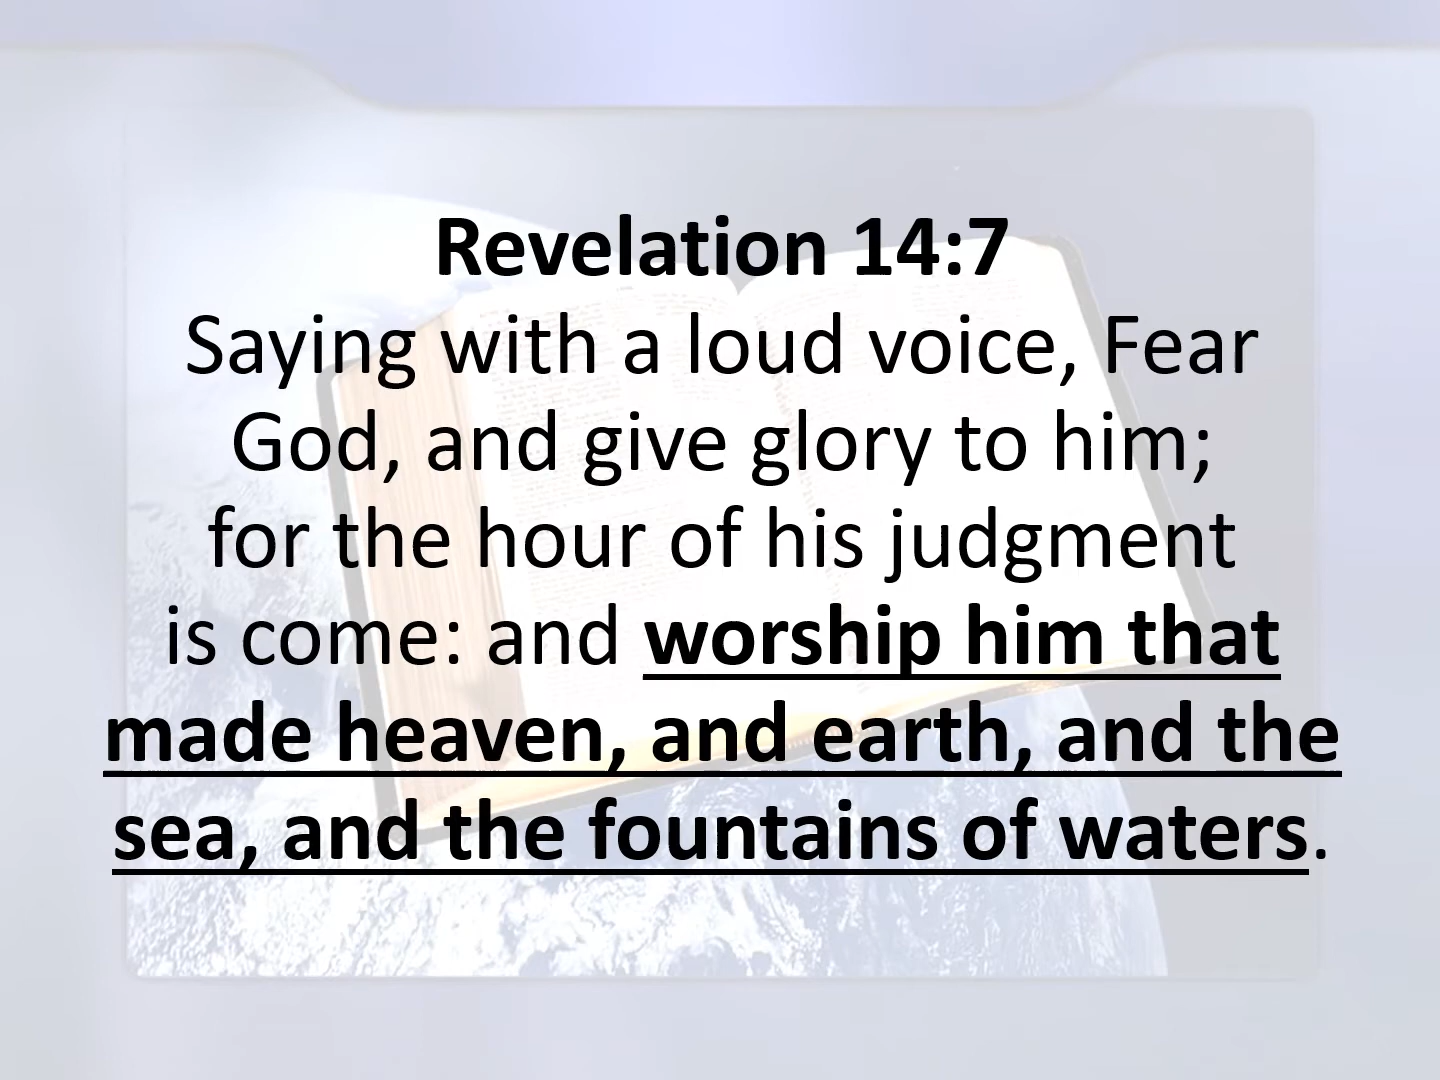 Revelation 14:7
Saying with a loud voice, Fear
God, and give glory to him;
for the hour of his judgment
is come: and worship him that
made heaven, and earth, and the
sea, and the fountains of waters.